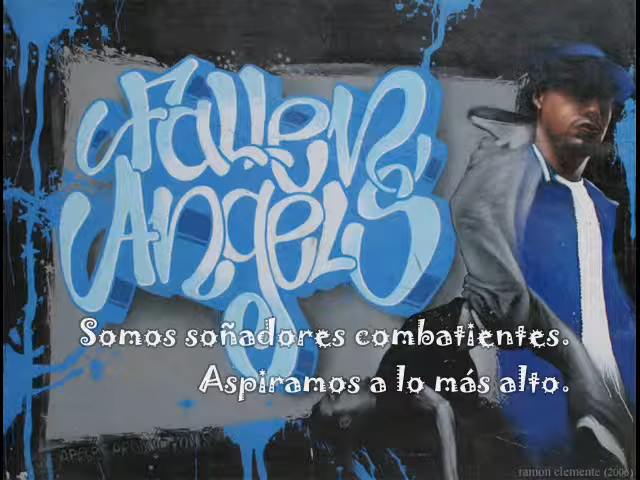 Fallen
Angels
Somos soñadores combatientes.
Aspiramos a lo más alto.
ramon elemente (2006)